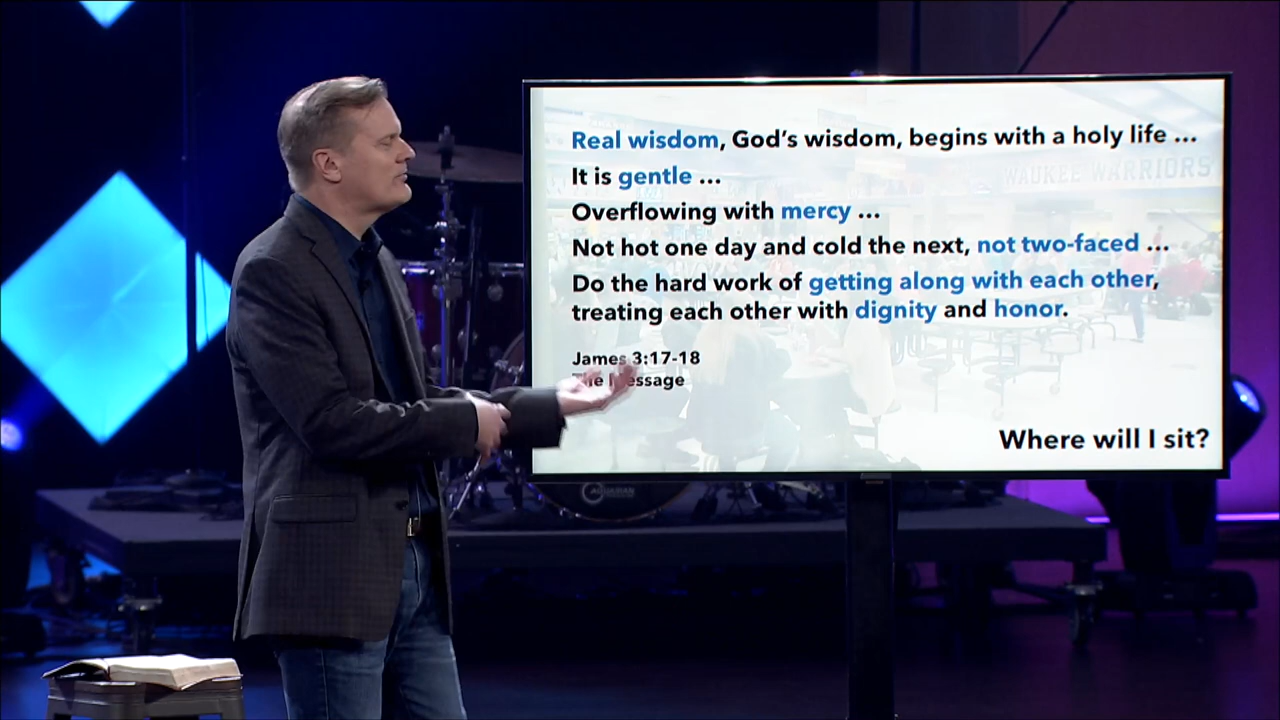 Real wisdom, God's wisdom, begins with a holy life ...
It is gentle ...
Overflowing with mercy ...
Not hot one day and cold the next, not two-faced ...
Do the hard work of getting along with each other,
treating each other with dignity and honor.
James 3:17-18
The Message
WAUKEE WARRIORS
Where will I sit?